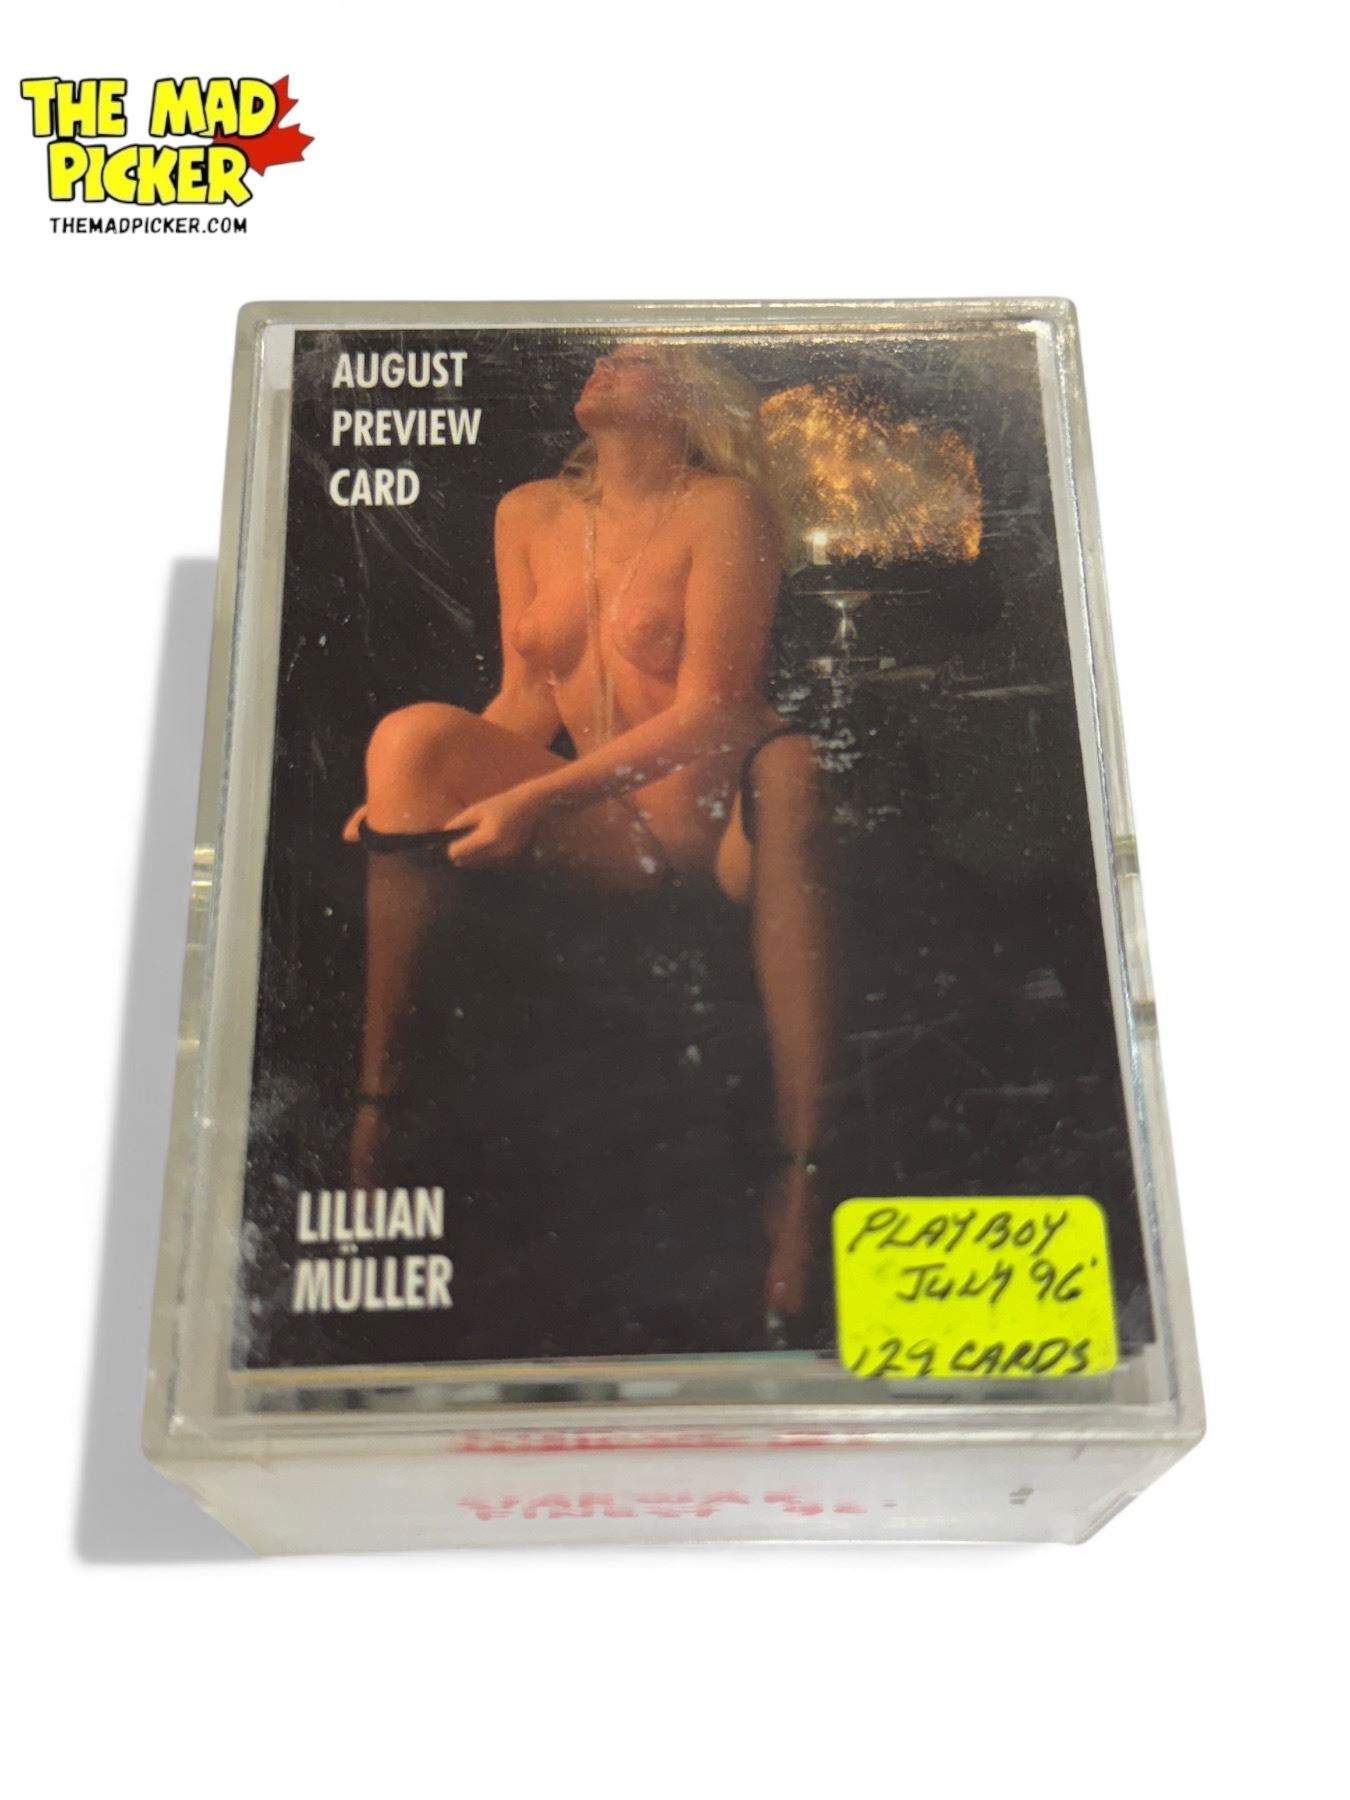 THE MAD
PICKER
THEMADPICKER.COM
AUGUST
PREVIEW
CARD
LILLIAN
MÜLLER
PLAYBOY
JULY 96'
129 CARDS